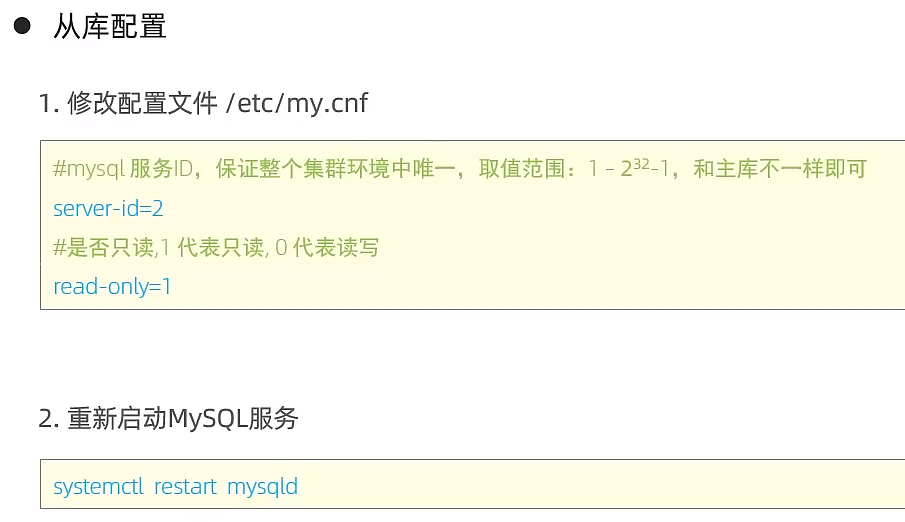 ● 从库配置
1. 修改配置文件 /etc/my.cnf
#mysql 服务ID，保证整个集群环境中唯一，取值范围：1 – 2³²-1，和主库不一样即可
server-id=2
#是否只读,1 代表只读, 0 代表读写
read-only=1
2. 重新启动MySQL服务
systemctl restart mysqld